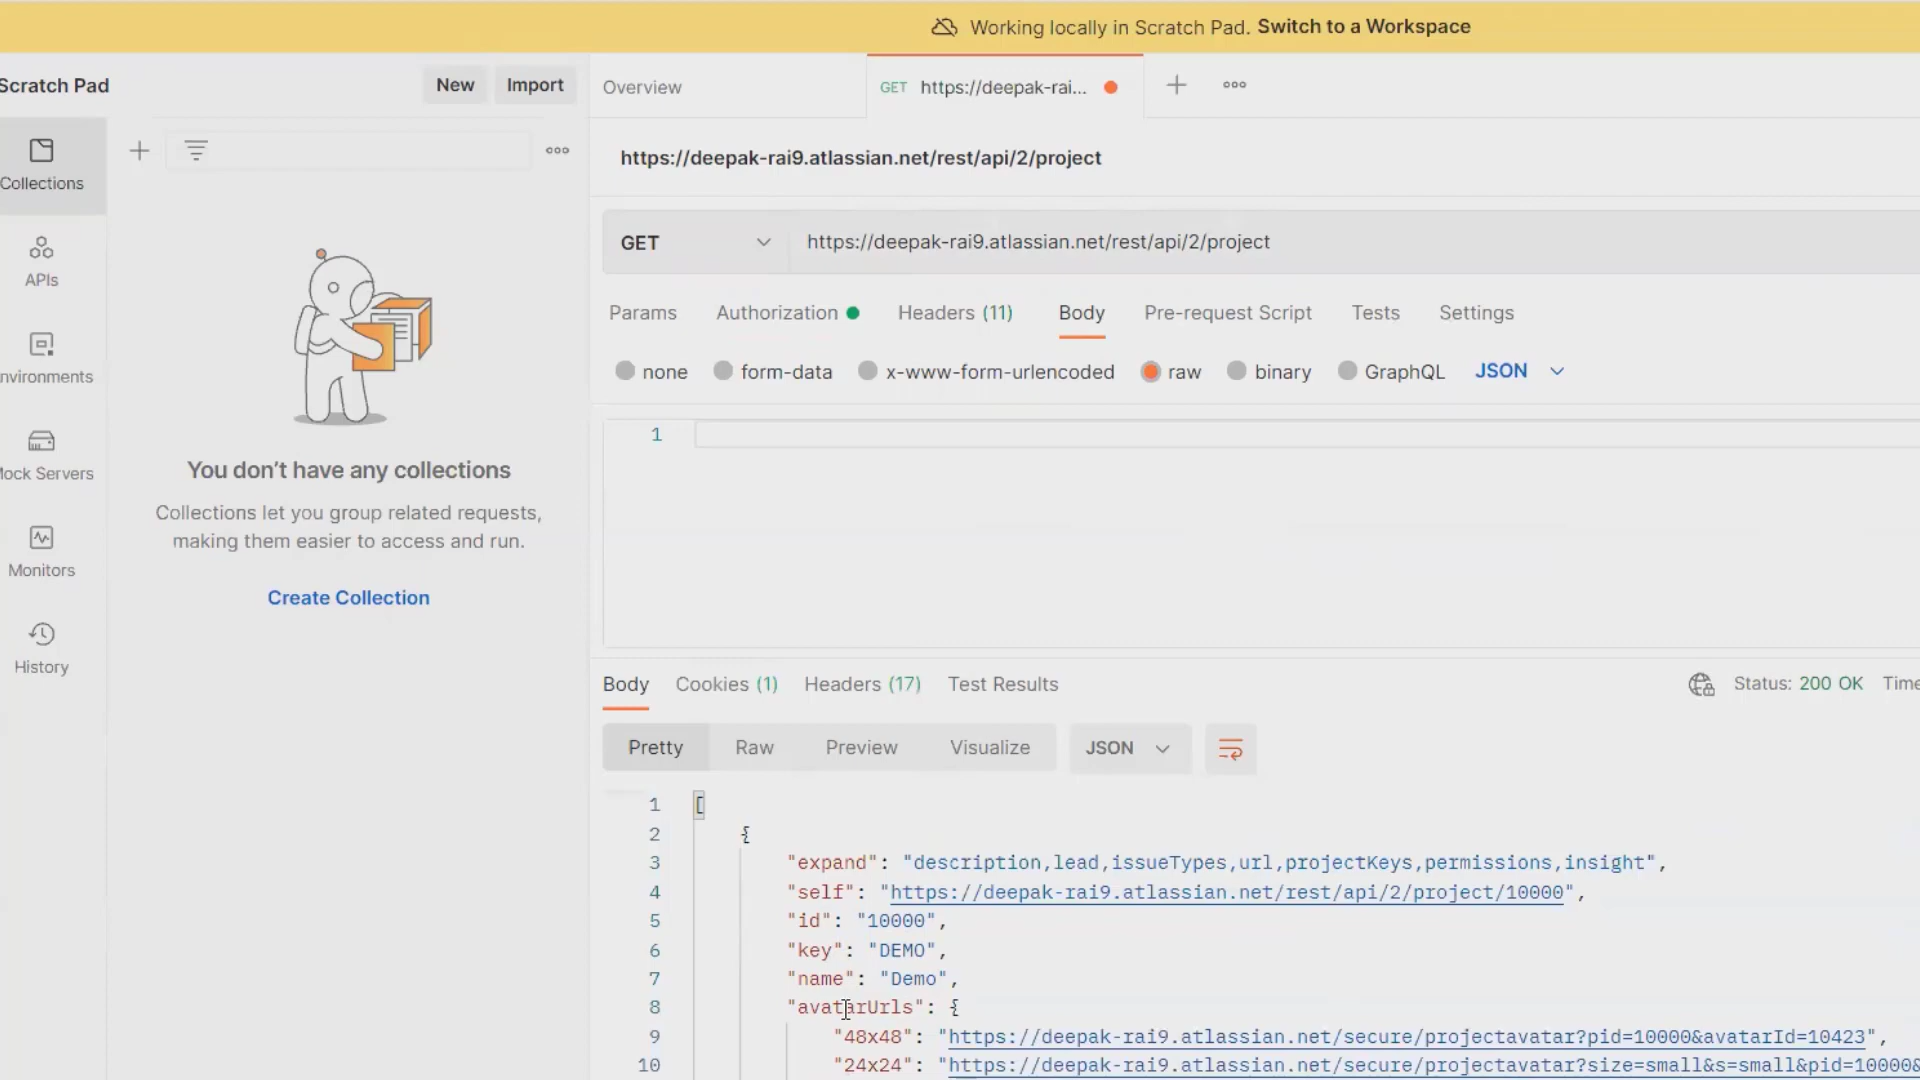 Working locally in Scratch Pad. Switch to a Workspace
Scratch Pad
New
Import
Overview
GET https://deepak-rai...
Collections
https://deepak-rai9.atlassian.net/rest/api/2/project
GET
https://deepak-rai9.atlassian.net/rest/api/2/project
APIs
Params
Authorization
Headers (11)
Body
Pre-request Script
Tests
Settings
nvironments
none
form-data
x-www-form-urlencoded
raw
binary
GraphQL
JSON
1
lock Servers
You don't have any collections
Collections let you group related requests,
making them easier to access and run.
Monitors
Create Collection
History
Body
Cookies (1)
Headers (17)
Test Results
Status: 200 OK
Time
Pretty
Raw
Preview
Visualize
JSON
1 [
2 {
3 "expand": "description,lead,issueTypes,url,projectKeys,permissions,insight",
4 "self": "https://deepak-rai9.atlassian.net/rest/api/2/project/10000",
5 "id": "10000",
6 "key": "DEMO",
7 "name": "Demo",
8 "avatarUrls": {
9 "48x48": "https://deepak-rai9.atlassian.net/secure/projectavatar?pid=10000&avatarId=10423",
10 "24x24": "https://deepak-rai9.atlassian.net/secure/projectavatar?size=small&s=small&pid=10000&